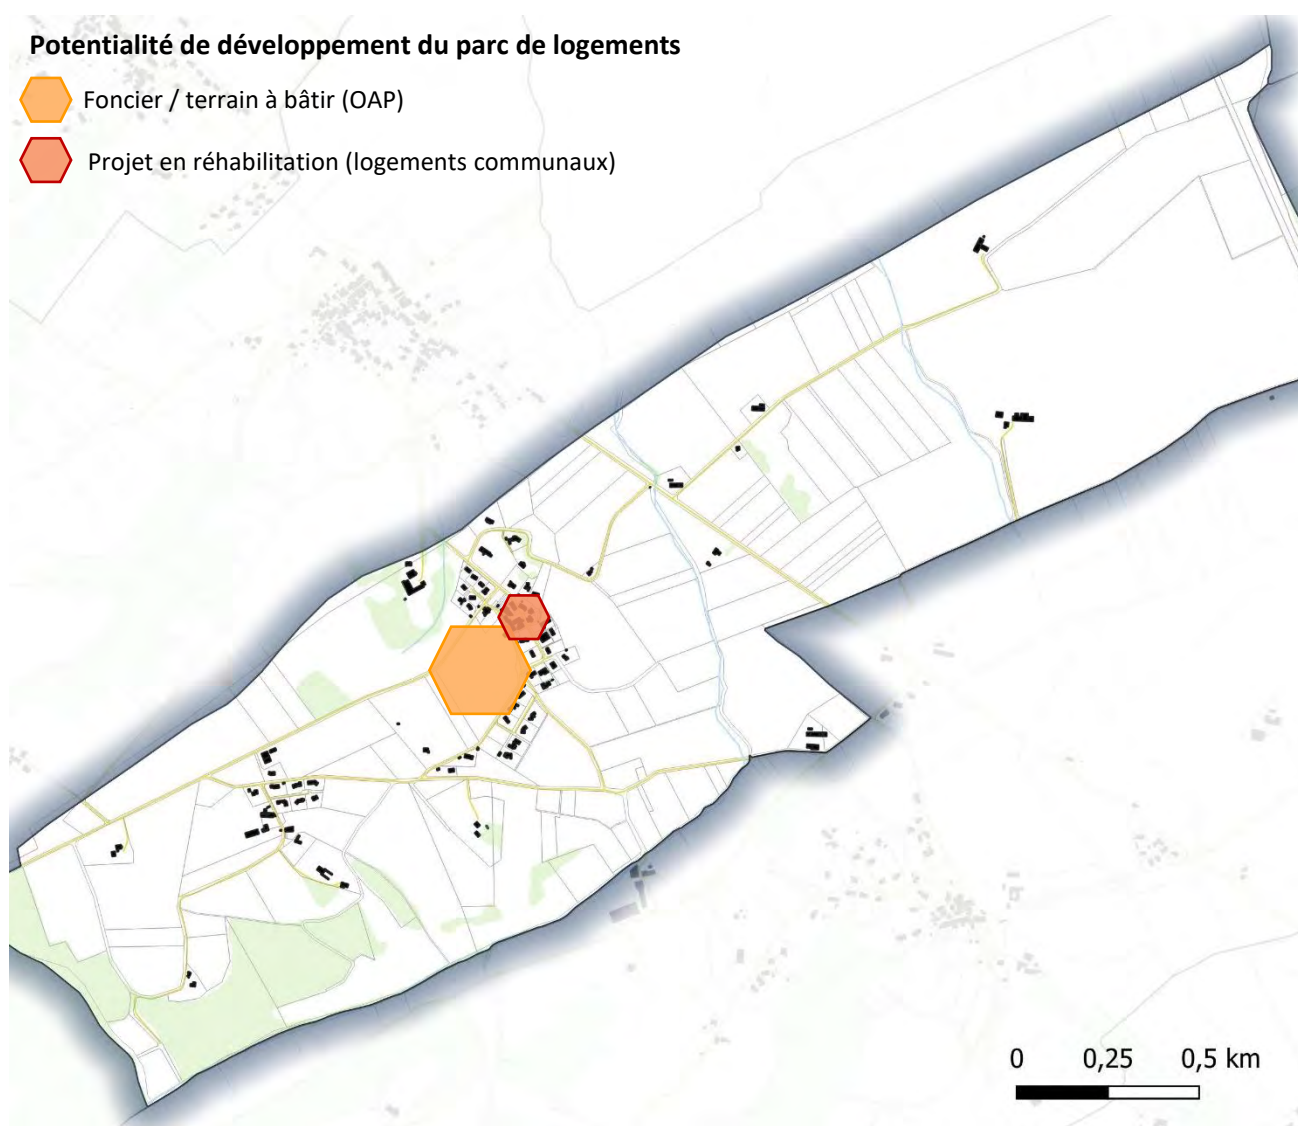 Potentialité de développement du parc de logements
Foncier / terrain à bâtir (OAP)
Projet en réhabilitation (logements communaux)
0 0,25 0,5 km